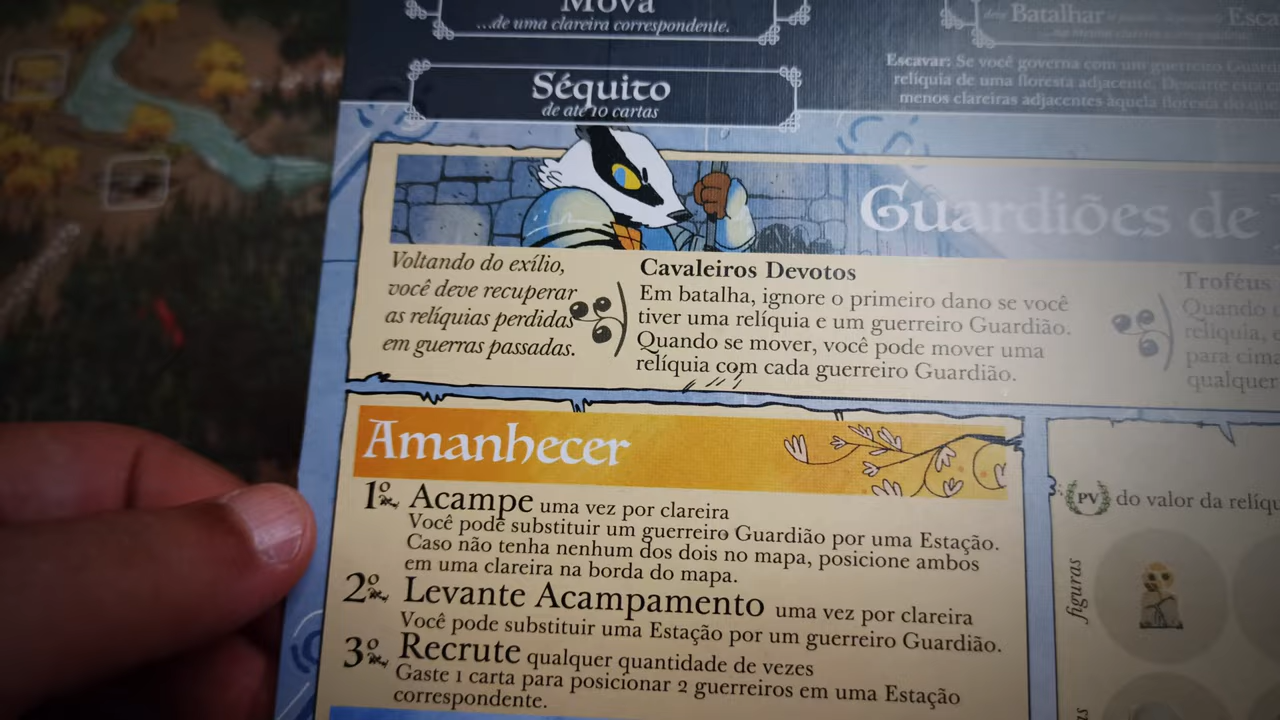 Mova
...de uma clareira correspondente.
Séquito
de até 10 cartas
Batalhar
Escavar: Se você governa com um guerreiro
relíquia de uma floresta adjacente.
menos clareiras adjacentes àquela floresta
Guardiões de
Voltando do exílio,
você deve recuperar
as relíquias perdidas
em guerras passadas.
Cavaleiros Devotos
Em batalha, ignore o primeiro dano se você
tiver uma relíquia e um guerreiro Guardião.
Quando se mover, você pode mover uma
relíquia com cada guerreiro Guardião.
Troféus
Quando
relíquia,
para cima
qualquer
Amanhecer
1º Acampe uma vez por clareira
Você pode substituir um guerreiro Guardião por uma Estação.
Caso não tenha nenhum dos dois no mapa, posicione ambos
em uma clareira na borda do mapa.
2º Levante Acampamento uma vez por clareira
Você pode substituir uma Estação por um guerreiro Guardião.
3º Recrute qualquer quantidade de vezes
Gaste 1 carta para posicionar 2 guerreiros em uma Estação
correspondente.
PV do valor da
figuras